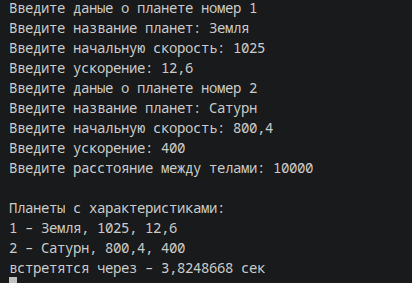 Введите даные о планете номер 1
Введите название планет: Земля
Введите начальную скорость: 1025
Введите ускорение: 12,6
Введите даные о планете номер 2
Введите название планет: Сатурн
Введите начальную скорость: 800,4
Введите ускорение: 400
Введите расстояние между телами: 10000
Планеты с характеристиками:
1 – Земля, 1025, 12,6
2 – Сатурн, 800,4, 400
встретятся через – 3,8248668 сек